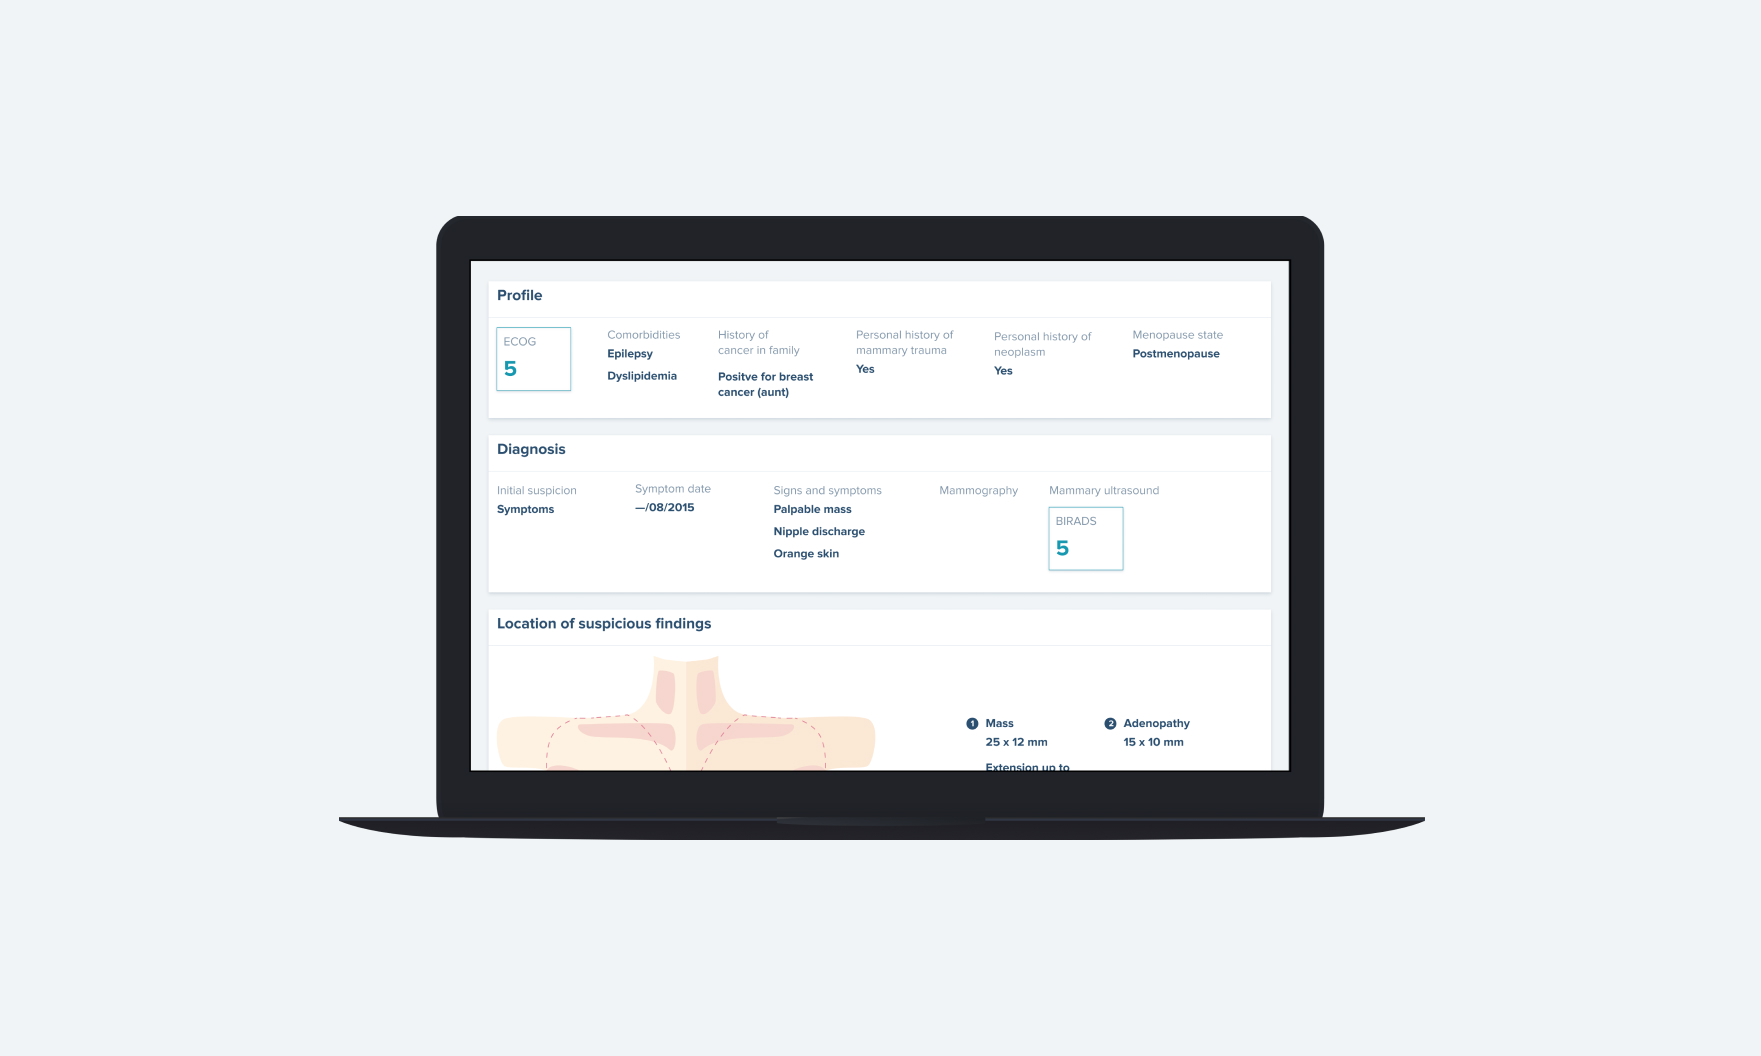 Profile
ECOG
5
Comorbidities
Epilepsy
Dyslipidemia
History of
cancer in family
Positve for breast
cancer (aunt)
Personal history of
mammary trauma
Yes
Personal history of
neoplasm
Yes
Menopause state
Postmenopause
Diagnosis
Initial suspicion
Symptoms
Symptom date
—/08/2015
Signs and symptoms
Palpable mass
Nipple discharge
Orange skin
Mammography
Mammary ultrasound
BIRADS
5
Location of suspicious findings
1 Mass
25 x 12 mm
Extension up to
2 Adenopathy
15 x 10 mm